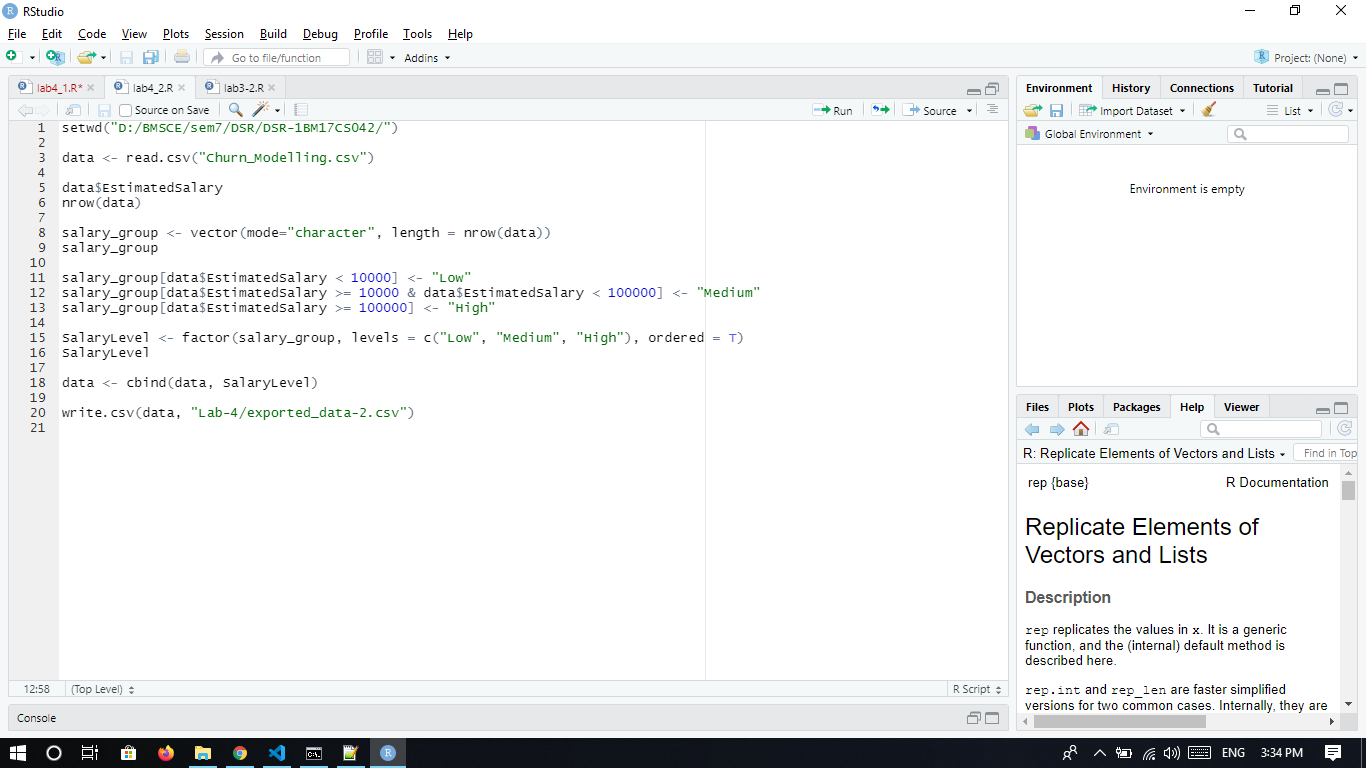 RStudio
File Edit Code View Plots Session Build Debug Profile Tools Help
Go to file/function Addins Project: (None)
lab4_1.R* lab4_2.R lab3-2.R
Source on Save Run Source
1 setwd("D:/BMSCE/sem7/DSR/DSR-1BM17CS042/")
2
3 data <- read.csv("Churn_Modelling.csv")
4
5 data$EstimatedSalary
6 nrow(data)
7
8 salary_group <- vector(mode="character", length = nrow(data))
9 salary_group
10
11 salary_group[data$EstimatedSalary < 10000] <- "Low"
12 salary_group[data$EstimatedSalary >= 10000 & data$EstimatedSalary < 100000] <- "Medium"
13 salary_group[data$EstimatedSalary >= 100000] <- "High"
14
15 SalaryLevel <- factor(salary_group, levels = c("Low", "Medium", "High"), ordered = T)
16 SalaryLevel
17
18 data <- cbind(data, SalaryLevel)
19
20 write.csv(data, "Lab-4/exported_data-2.csv")
21
12:58 (Top Level) R Script
Console
Environment History Connections Tutorial
Import Dataset List
Global Environment
Environment is empty
Files Plots Packages Help Viewer
R: Replicate Elements of Vectors and Lists Find in Top
rep {base} R Documentation
Replicate Elements of
Vectors and Lists
Description
rep replicates the values in x. It is a generic
function, and the (internal) default method is
described here.
rep.int and rep_len are faster simplified
versions for two common cases. Internally, they are
ENG 3:34 PM